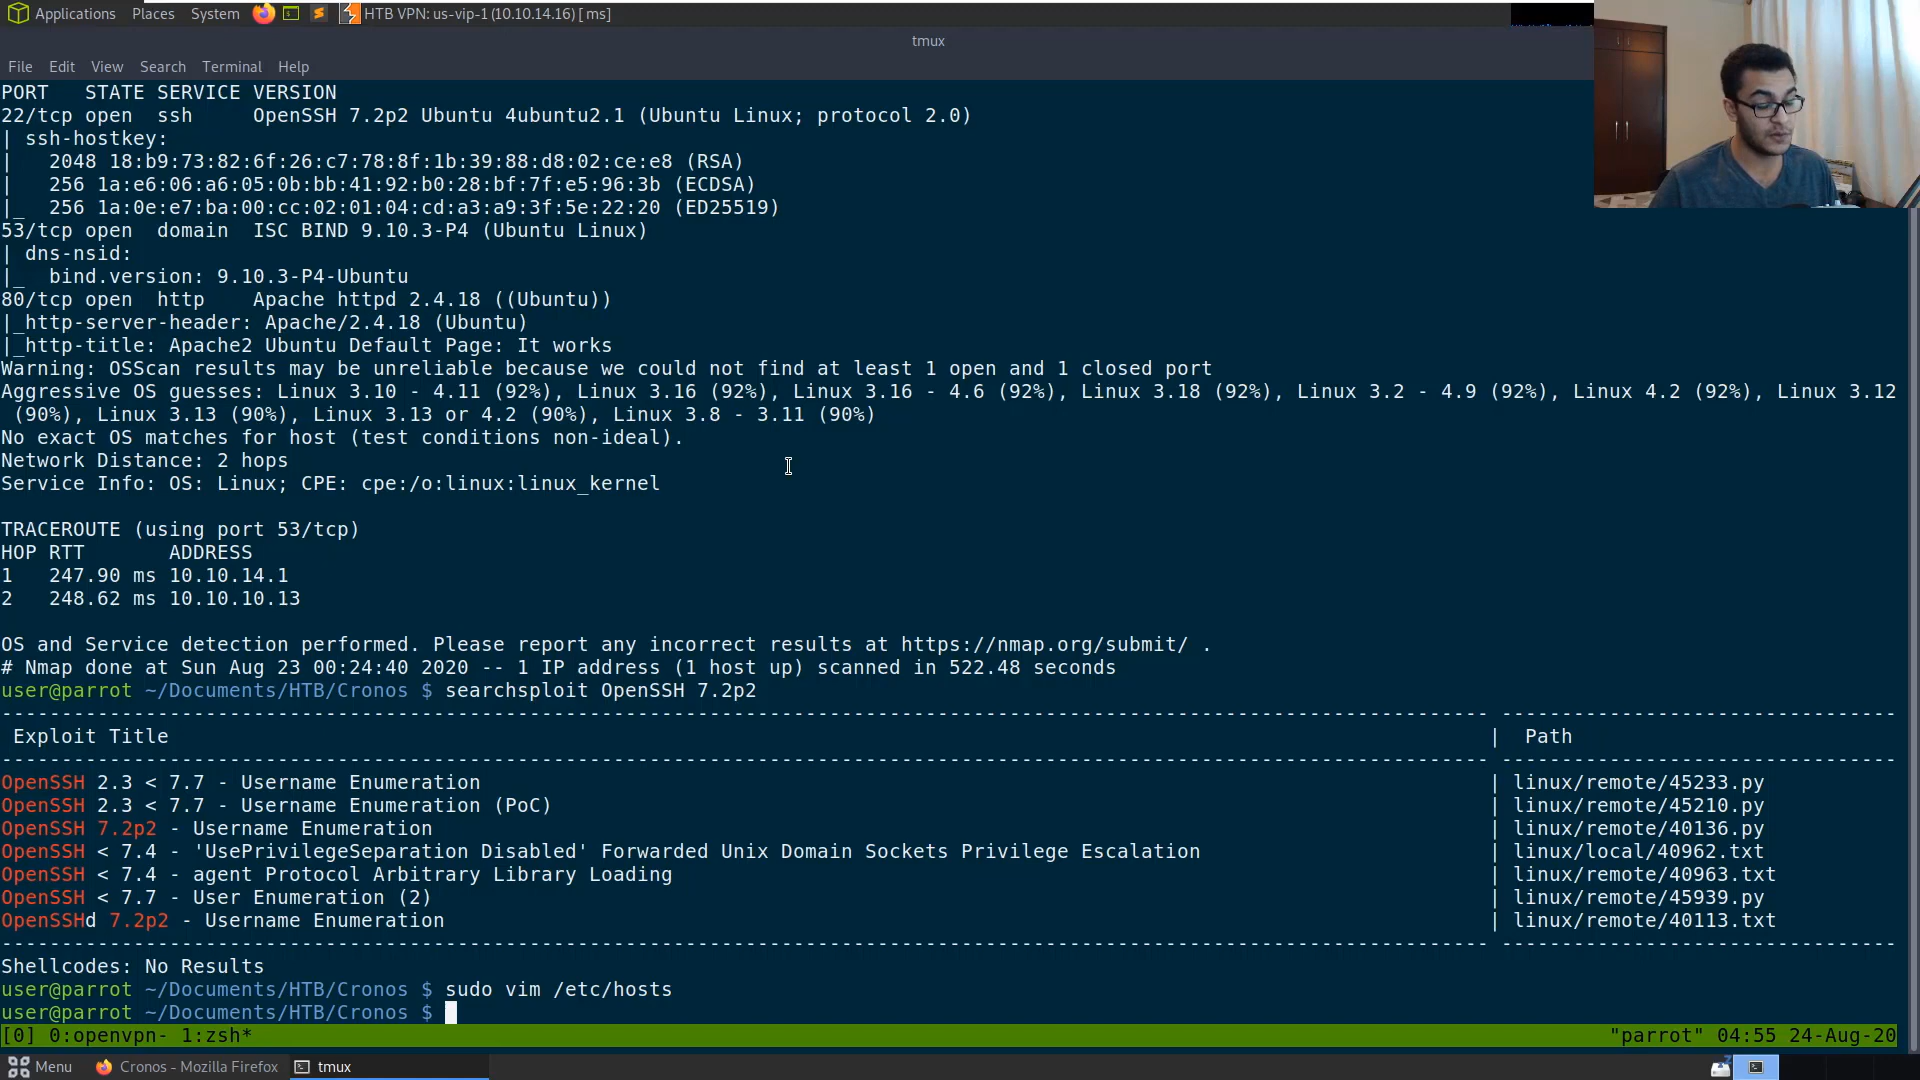 Applications Places System HTB VPN: us-vip-1 (10.10.14.16) [ ms]
tmux
File Edit View Search Terminal Help
PORT   STATE SERVICE VERSION
22/tcp open  ssh     OpenSSH 7.2p2 Ubuntu 4ubuntu2.1 (Ubuntu Linux; protocol 2.0)
| ssh-hostkey:
|   2048 18:b9:73:82:6f:26:c7:78:8f:1b:39:88:d8:02:ce:e8 (RSA)
|   256 1a:e6:06:a6:05:0b:bb:41:92:b0:28:bf:7f:e5:96:3b (ECDSA)
|_  256 1a:0e:e7:ba:00:cc:02:01:04:cd:a3:a9:3f:5e:22:20 (ED25519)
53/tcp open  domain  ISC BIND 9.10.3-P4 (Ubuntu Linux)
| dns-nsid:
|_  bind.version: 9.10.3-P4-Ubuntu
80/tcp open  http    Apache httpd 2.4.18 ((Ubuntu))
|_http-server-header: Apache/2.4.18 (Ubuntu)
|_http-title: Apache2 Ubuntu Default Page: It works
Warning: OSScan results may be unreliable because we could not find at least 1 open and 1 closed port
Aggressive OS guesses: Linux 3.10 - 4.11 (92%), Linux 3.16 (92%), Linux 3.16 - 4.6 (92%), Linux 3.18 (92%), Linux 3.2 - 4.9 (92%), Linux 4.2 (92%), Linux 3.12
 (90%), Linux 3.13 (90%), Linux 3.13 or 4.2 (90%), Linux 3.8 - 3.11 (90%)
No exact OS matches for host (test conditions non-ideal).
Network Distance: 2 hops
Service Info: OS: Linux; CPE: cpe:/o:linux:linux_kernel
TRACEROUTE (using port 53/tcp)
HOP RTT       ADDRESS
1   247.90 ms 10.10.14.1
2   248.62 ms 10.10.10.13
OS and Service detection performed. Please report any incorrect results at https://nmap.org/submit/ .
# Nmap done at Sun Aug 23 00:24:40 2020 -- 1 IP address (1 host up) scanned in 522.48 seconds
user@parrot ~/Documents/HTB/Cronos $ searchsploit OpenSSH 7.2p2
Exploit Title | Path
OpenSSH 2.3 < 7.7 - Username Enumeration | linux/remote/45233.py
OpenSSH 2.3 < 7.7 - Username Enumeration (PoC) | linux/remote/45210.py
OpenSSH 7.2p2 - Username Enumeration | linux/remote/40136.py
OpenSSH < 7.4 - 'UsePrivilegeSeparation Disabled' Forwarded Unix Domain Sockets Privilege Escalation | linux/local/40962.txt
OpenSSH < 7.4 - agent Protocol Arbitrary Library Loading | linux/remote/40963.txt
OpenSSH < 7.7 - User Enumeration (2) | linux/remote/45939.py
OpenSSHd 7.2p2 - Username Enumeration | linux/remote/40113.txt
Shellcodes: No Results
user@parrot ~/Documents/HTB/Cronos $ sudo vim /etc/hosts
user@parrot ~/Documents/HTB/Cronos $
[0] 0:openvpn- 1:zsh* "parrot" 04:55 24-Aug-20
Menu Cronos - Mozilla Firefox tmux